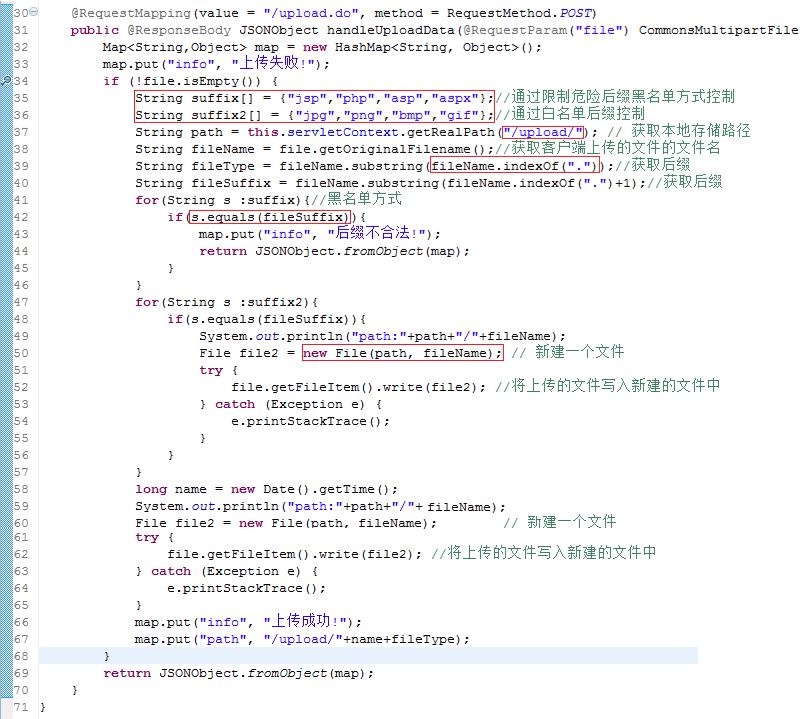 30 @RequestMapping(value = "/upload.do", method = RequestMethod.POST)
31 public @ResponseBody JSONObject handleUploadData(@RequestParam("file") CommonsMultipartFile
32 Map<String,Object> map = new HashMap<String, Object>();
33 map.put("info", "上传失败!");
34 if (!file.isEmpty()) {
35 String suffix[] = {"jsp","php","asp","aspx"};//通过限制危险后缀黑名单方式控制
36 String suffix2[] = {"jpg","png","bmp","gif"};//通过白名单后缀控制
37 String path = this.servletContext.getRealPath("/upload/"); // 获取本地存储路径
38 String fileName = file.getOriginalFilename();//获取客户端上传的文件的文件名
39 String fileType = fileName.substring(fileName.indexOf("."));//获取后缀
40 String fileSuffix = fileName.substring(fileName.indexOf(".")+1);//获取后缀
41 for(String s :suffix){//黑名单方式
42 if(s.equals(fileSuffix)){
43 map.put("info", "后缀不合法!");
44 return JSONObject.fromObject(map);
45 }
46 }
47 for(String s :suffix2){
48 if(s.equals(fileSuffix)){
49 System.out.println("path:"+path+"/"+fileName);
50 File file2 = new File(path, fileName); // 新建一个文件
51 try {
52 file.getFileItem().write(file2); //将上传的文件写入新建的文件中
53 } catch (Exception e) {
54 e.printStackTrace();
55 }
56 }
57 }
58 long name = new Date().getTime();
59 System.out.println("path:"+path+"/"+ fileName);
60 File file2 = new File(path, fileName); // 新建一个文件
61 try {
62 file.getFileItem().write(file2); //将上传的文件写入新建的文件中
63 } catch (Exception e) {
64 e.printStackTrace();
65 }
66 map.put("info", "上传成功!");
67 map.put("path", "/upload/"+name+fileType);
68 }
69 return JSONObject.fromObject(map);
70 }
71 }